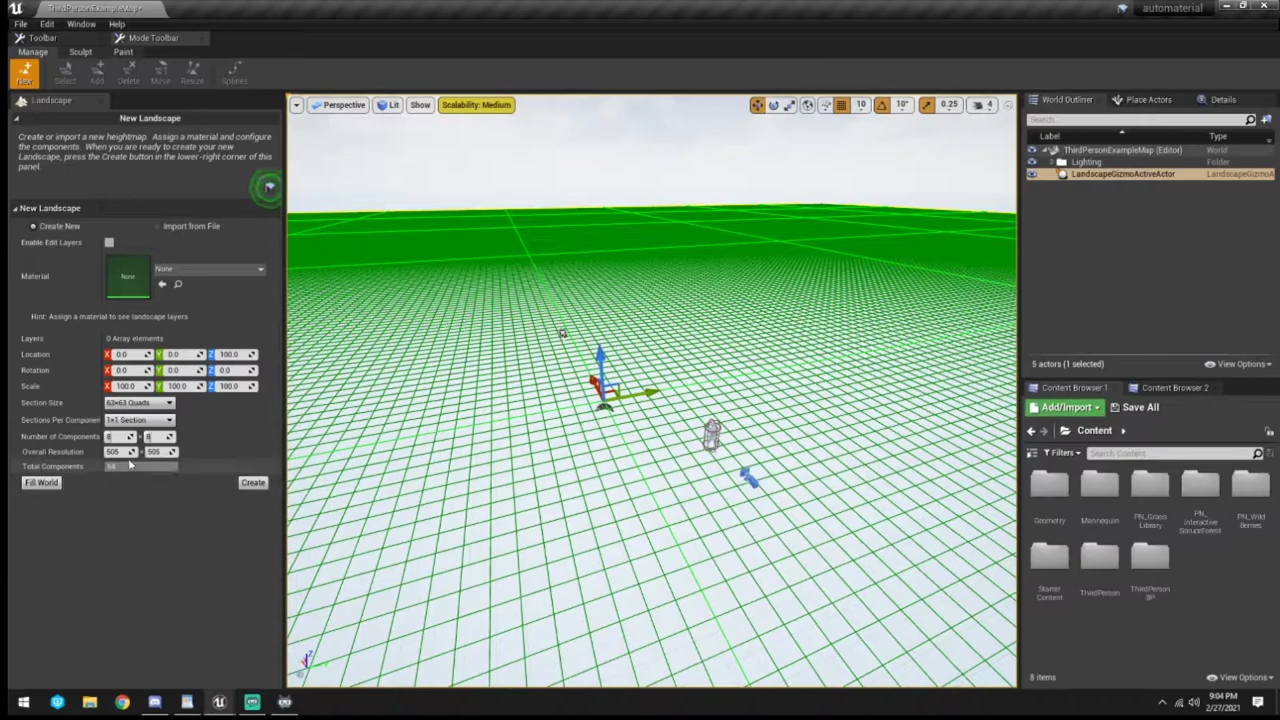 ThirdPersonExampleMap*
automaterial
File Edit Window Help
Toolbar
Mode Toolbar
Manage Sculpt Paint
New Select Add Delete Move Resize Splines
Landscape
New Landscape
Create or import a new heightmap. Assign a material and configure
the components. When you are ready to create your new
Landscape, press the Create button in the lower-right corner of this
panel.
New Landscape
Create New Import from File
Enable Edit Layers
Material None None
Hint: Assign a material to see landscape layers
Layers 0 Array elements
Location X 0.0 Y 0.0 Z 100.0
Rotation X 0.0 Y 0.0 Z 0.0
Scale X 100.0 Y 100.0 Z 100.0
Section Size 63×63 Quads
Sections Per Component 1×1 Section
Number of Components 8 × 8
Overall Resolution 505 × 505
Total Components 64
Fill World Create
Perspective Lit Show Scalability: Medium
10 10° 0.25 4
World Outliner Place Actors Details
Search...
Label Type
ThirdPersonExampleMap (Editor) World
Lighting Folder
LandscapeGizmoActiveActor LandscapeGizmoA
5 actors (1 selected) View Options
Content Browser 1 Content Browser 2
Add/Import Save All
Content
Filters Search Content
Geometry Mannequin PN_Grass
Library
PN_
interactive
SpruceForest
PN_Wild
Berries
Starter
Content
ThirdPerson
ThirdPerson
BP
8 items View Options
9:04 PM
2/27/2021